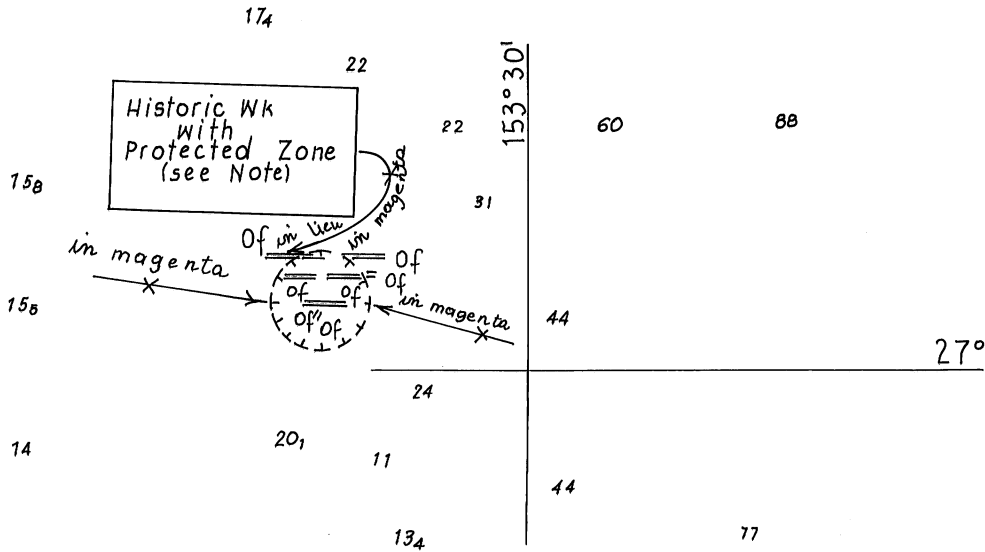 17₄
22
Historic Wk
with
Protected Zone
(see Note)
153°30'
22
60
88
15₈
31
in magenta
in lieu
in magenta
Of
Of
Of
Of
Of
Of
Of
in magenta
15₈
44
27°
24
14
20₁
11
44
13₄
77